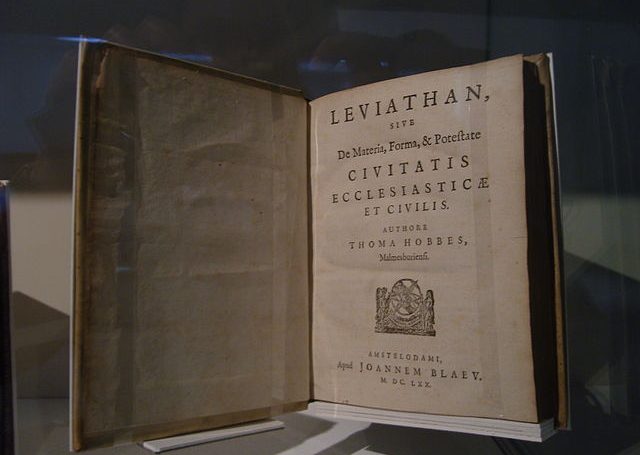 LEVIATHAN,
SIVE
De Materia, Forma, & Poteſtate
CIVITATIS
ECCLESIASTICÆ
ET CIVILIS.
AUTHORE
THOMA HOBBES,
Malmesburienſi.
AMSTELODAMI,
Apud JOANNEM BLAEV.
M. DC. LXX.